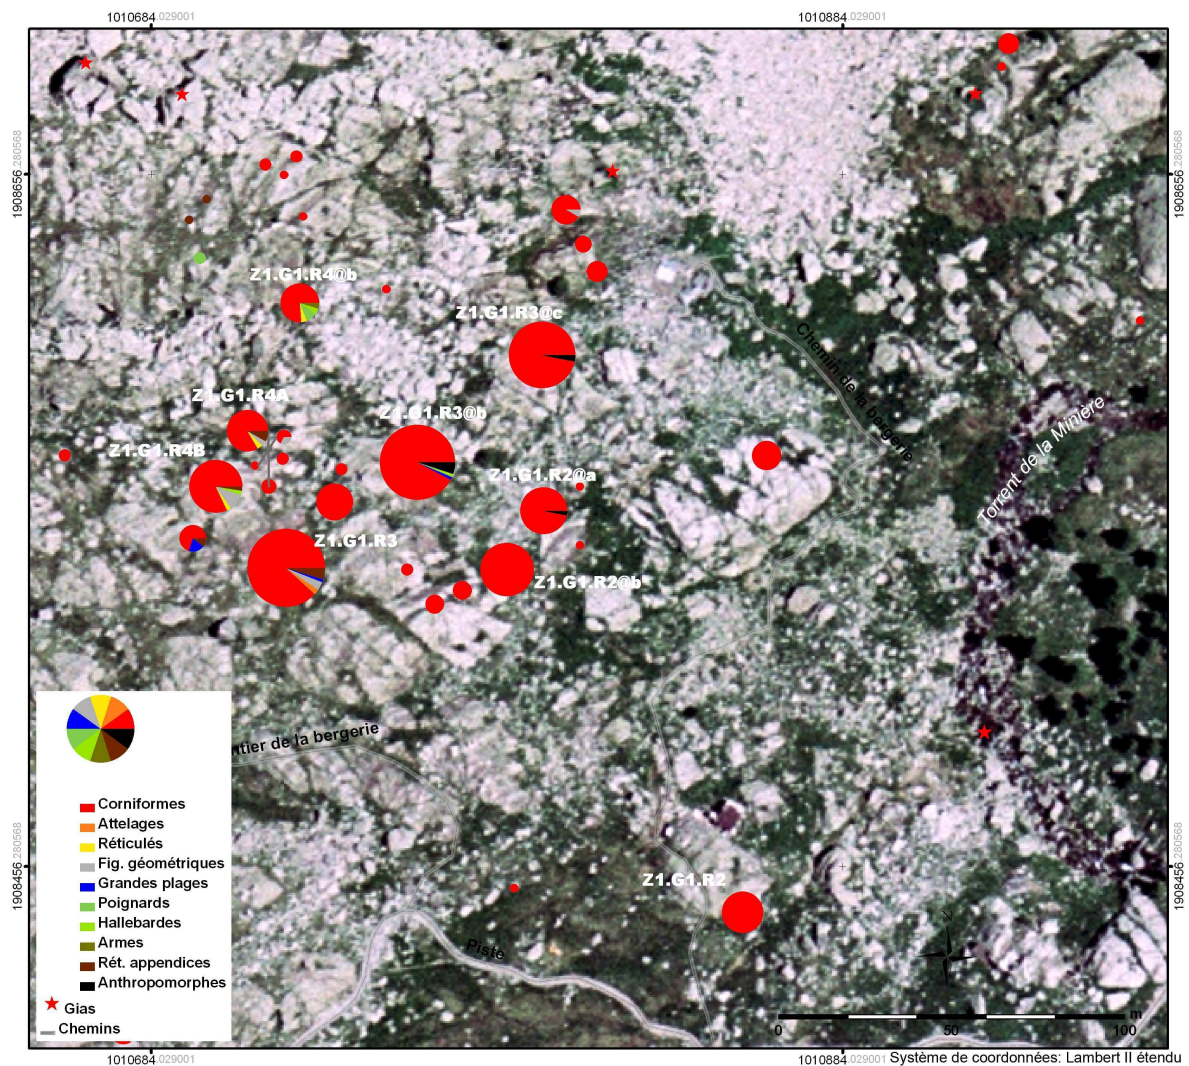 1010684.029001
1010884.029001
1908656.280568
1908656.280568
Z1.G1.R4@b
Z1.G1.R3@c
Chemin de la bergerie
Z1.G1.R4A
Z1.G1.R3@b
Torrent de la Minière
Z1.G1.R4B
Z1.G1.R2@a
Z1.G1.R3
Z1.G1.R2@b
ntier de la bergerie
Corniformes
Attelages
Réticulés
Fig. géométriques
Grandes plages
Poignards
Hallebardes
Armes
Rét. appendices
Anthropomorphes
Gias
Chemins
1908456.280568
1908456.280568
Z1.G1.R2
Piste
m
0 50 100
1010684.029001
1010884.029001
Système de coordonnées: Lambert II étendu